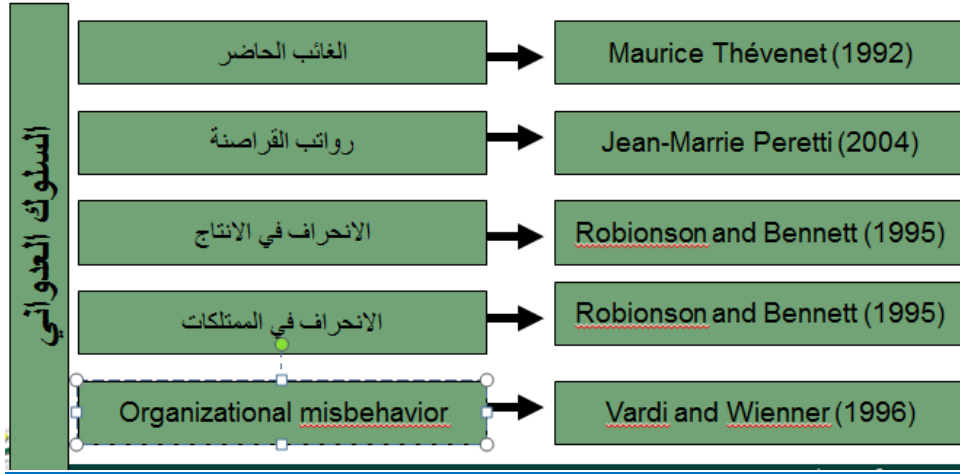 السلوك العدواني
الغائب الحاضر
Maurice Thévenet (1992)
رواتب القراصنة
Jean-Marrie Peretti (2004)
الانحراف في الانتاج
Robionson and Bennett (1995)
الانحراف في الممتلكات
Robionson and Bennett (1995)
Organizational misbehavior
Vardi and Wienner (1996)